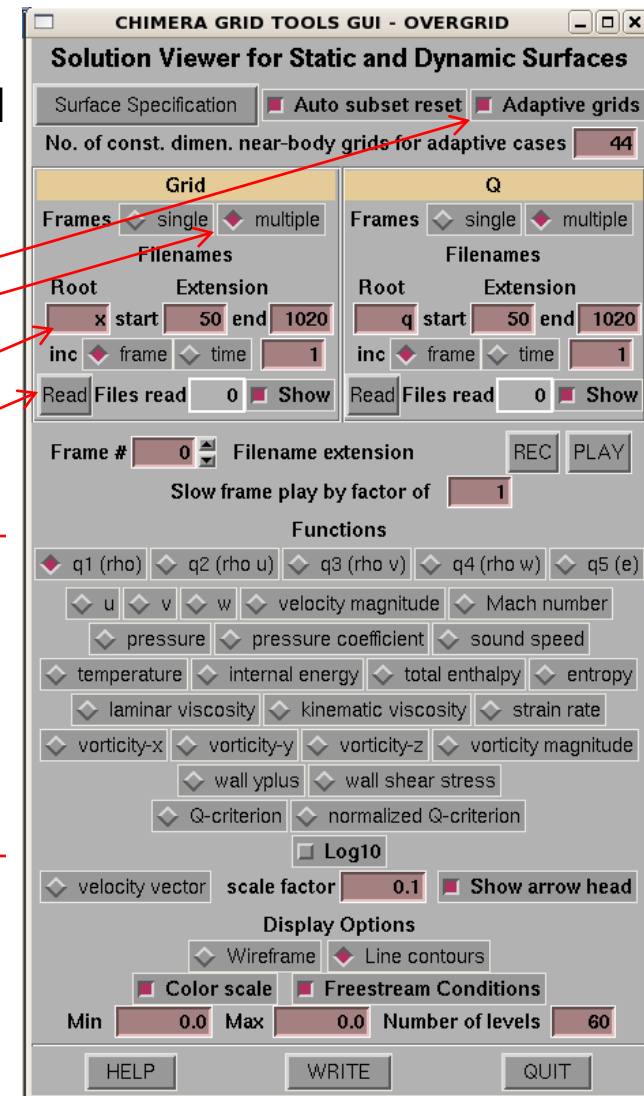 CHIMERA GRID TOOLS GUI - OVERGRID
Solution Viewer for Static and Dynamic Surfaces
Surface Specification Auto subset reset Adaptive grids
No. of const. dimen. near-body grids for adaptive cases 44
Grid
Frames single multiple
Filenames
Root Extension
x start 50 end 1020
inc frame time 1
Read Files read 0 Show
Q
Frames single multiple
Filenames
Root Extension
q start 50 end 1020
inc frame time 1
Read Files read 0 Show
Frame # 0 Filename extension REC PLAY
Slow frame play by factor of 1
Functions
q1 (rho) q2 (rho u) q3 (rho v) q4 (rho w) q5 (e)
u v w velocity magnitude Mach number
pressure pressure coefficient sound speed
temperature internal energy total enthalpy entropy
laminar viscosity kinematic viscosity strain rate
vorticity-x vorticity-y vorticity-z vorticity magnitude
wall yplus wall shear stress
Q-criterion normalized Q-criterion
Log10
velocity vector scale factor 0.1 Show arrow head
Display Options
Wireframe Line contours
Color scale Freestream Conditions
Min 0.0 Max 0.0 Number of levels 60
HELP WRITE QUIT